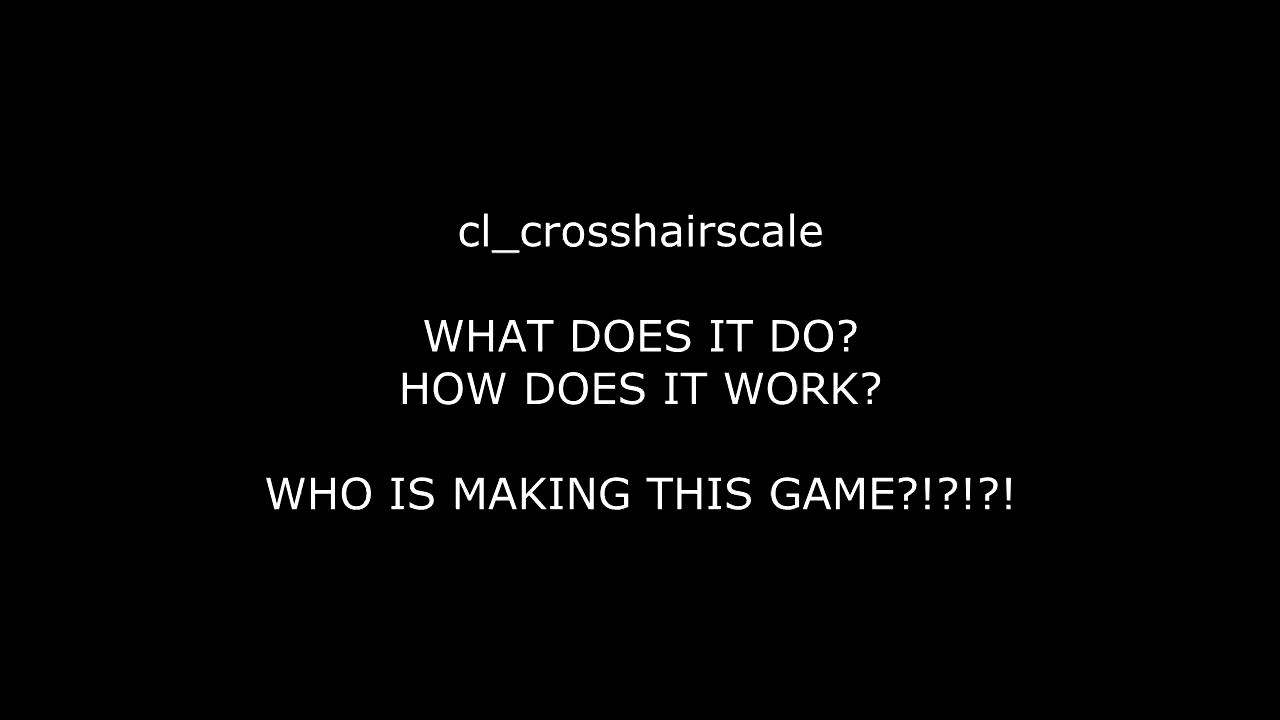 cl_crosshairscale
WHAT DOES IT DO?
HOW DOES IT WORK?
WHO IS MAKING THIS GAME?!?!?!